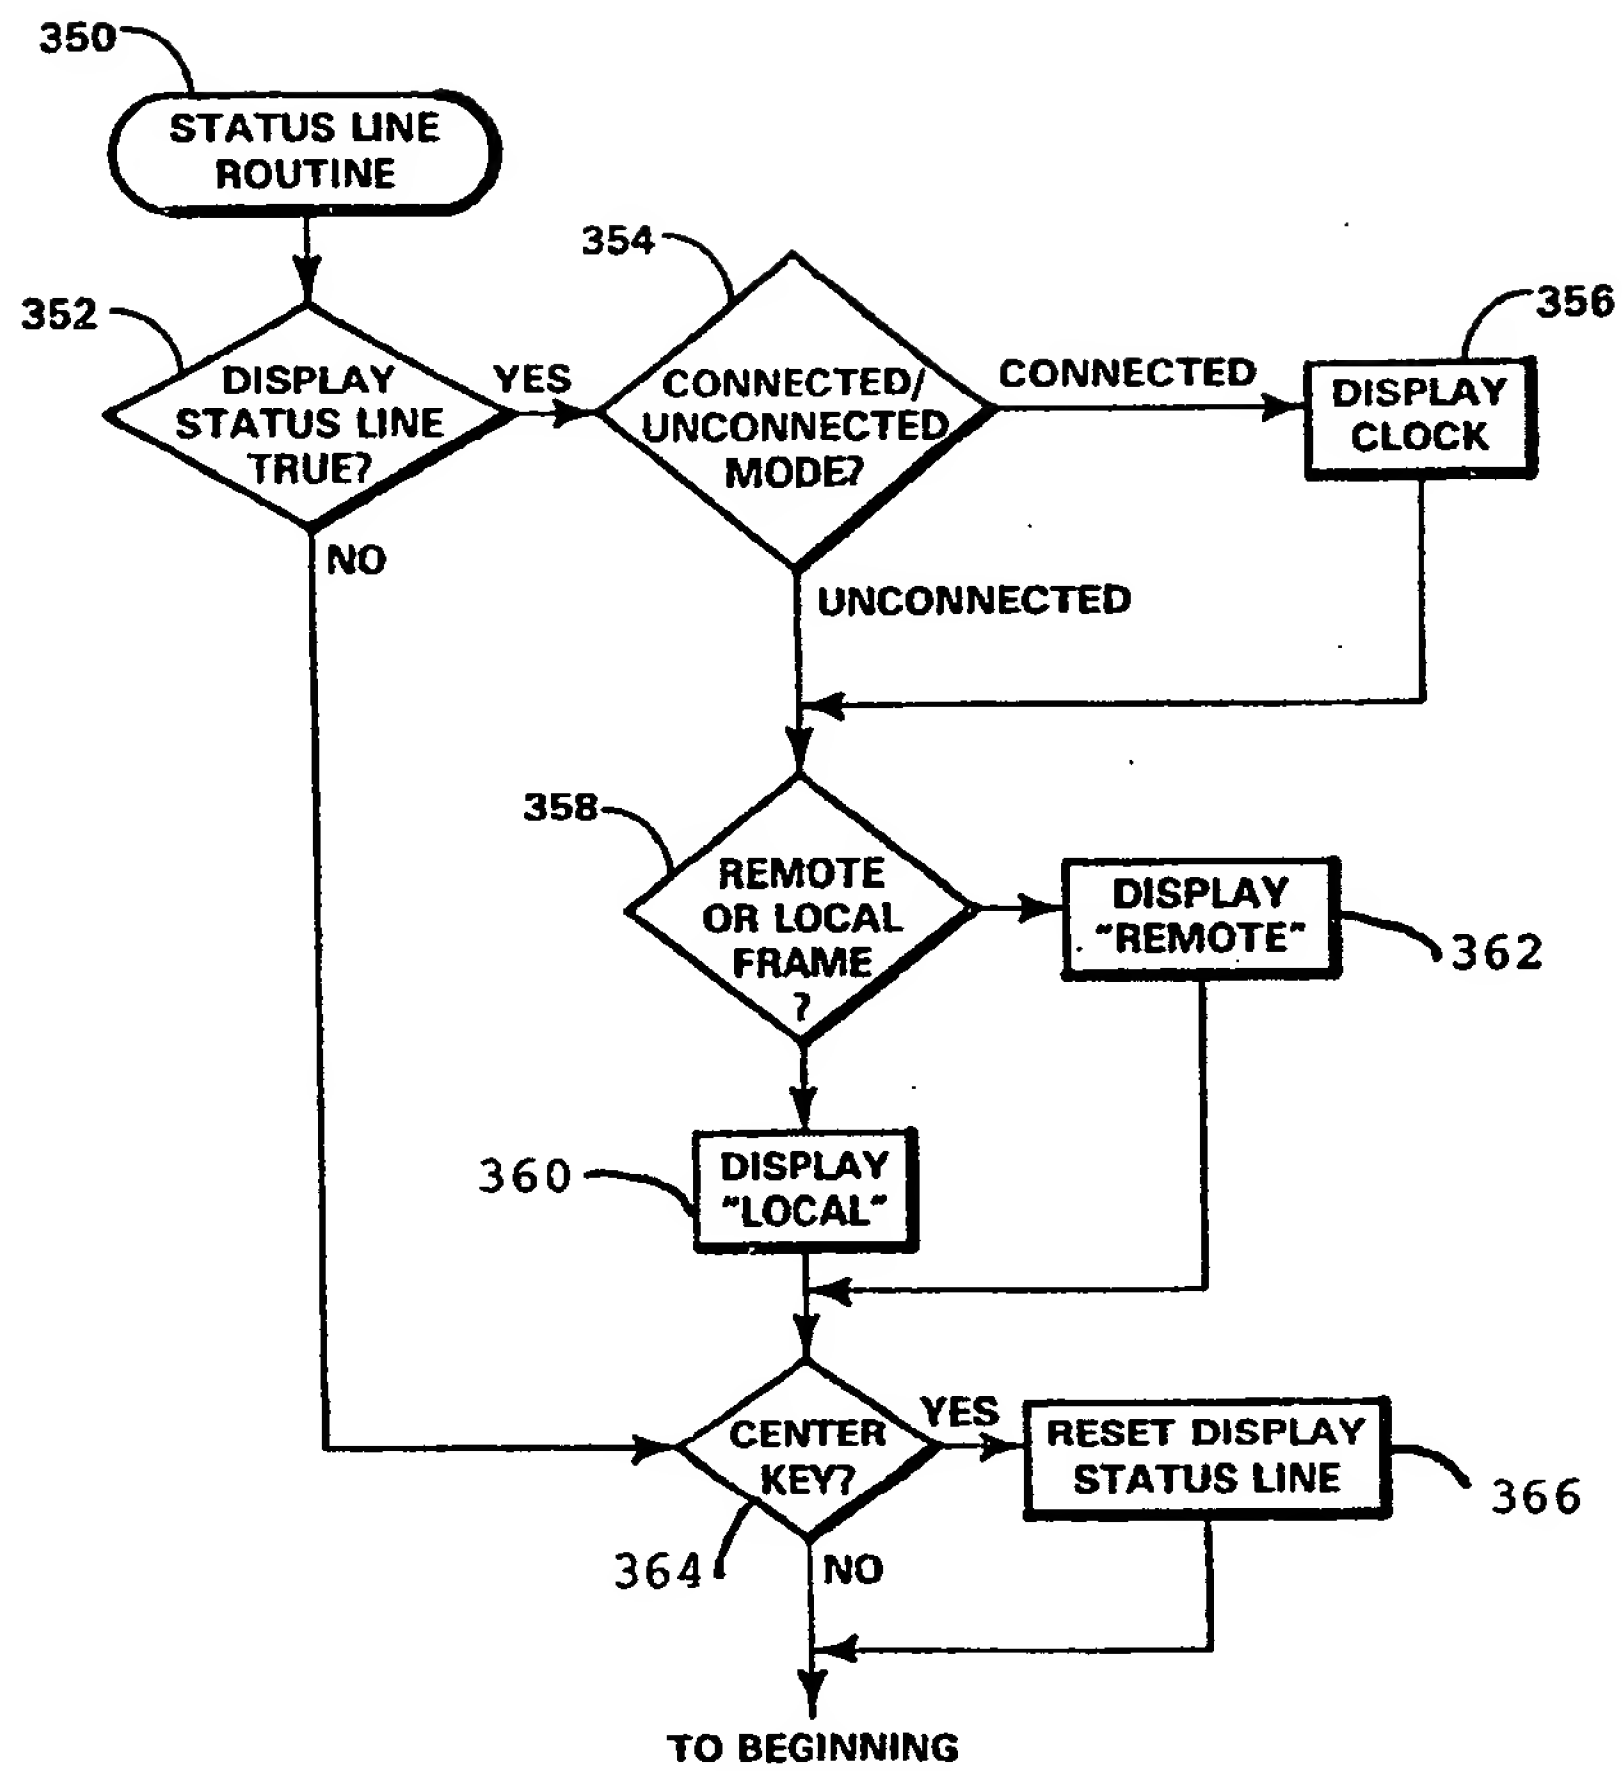 350
STATUS LINE
ROUTINE
352
DISPLAY
STATUS LINE
TRUE?
YES
NO
354
CONNECTED/
UNCONNECTED
MODE?
CONNECTED
UNCONNECTED
356
DISPLAY
CLOCK
358
REMOTE
OR LOCAL
FRAME
?
DISPLAY
"REMOTE"
362
360
DISPLAY
"LOCAL"
CENTER
KEY?
YES
NO
364
RESET DISPLAY
STATUS LINE
366
TO BEGINNING